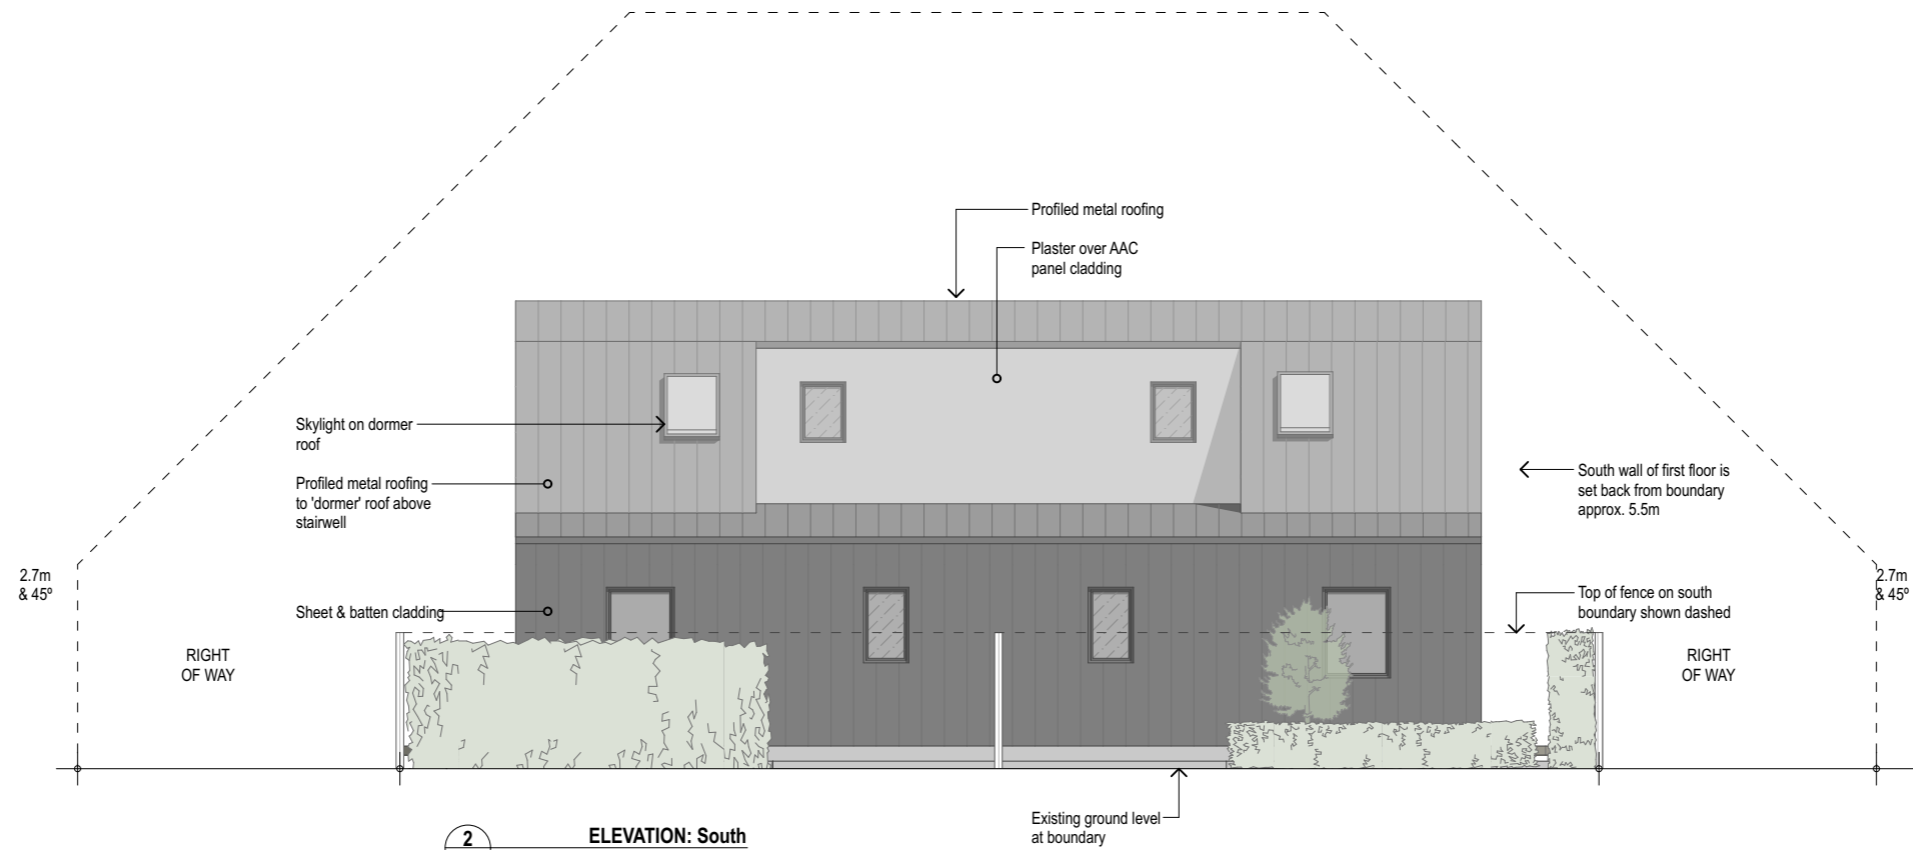 Profiled metal roofing
Plaster over AAC
panel cladding
Skylight on dormer
roof
Profiled metal roofing
to 'dormer' roof above
stairwell
South wall of first floor is
set back from boundary
approx. 5.5m
2.7m
& 45º
2.7m
& 45º
Sheet & batten cladding
Top of fence on south
boundary shown dashed
RIGHT
OF WAY
RIGHT
OF WAY
Existing ground level
at boundary
2
ELEVATION: South